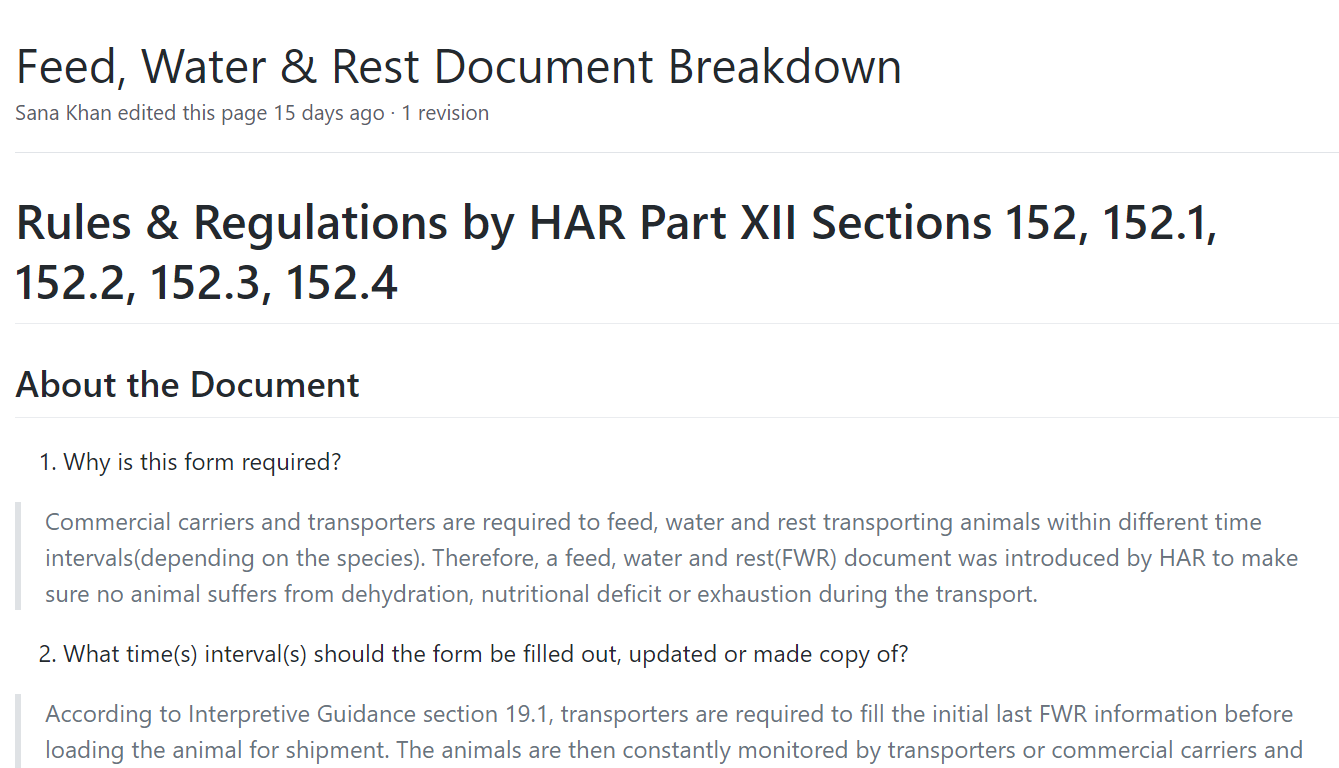 Feed, Water & Rest Document Breakdown
Sana Khan edited this page 15 days ago · 1 revision
Rules & Regulations by HAR Part XII Sections 152, 152.1,
152.2, 152.3, 152.4
About the Document
1. Why is this form required?
Commercial carriers and transporters are required to feed, water and rest transporting animals within different time
intervals(depending on the species). Therefore, a feed, water and rest(FWR) document was introduced by HAR to make
sure no animal suffers from dehydration, nutritional deficit or exhaustion during the transport.
2. What time(s) interval(s) should the form be filled out, updated or made copy of?
According to Interpretive Guidance section 19.1, transporters are required to fill the initial last FWR information before
loading the animal for shipment. The animals are then constantly monitored by transporters or commercial carriers and